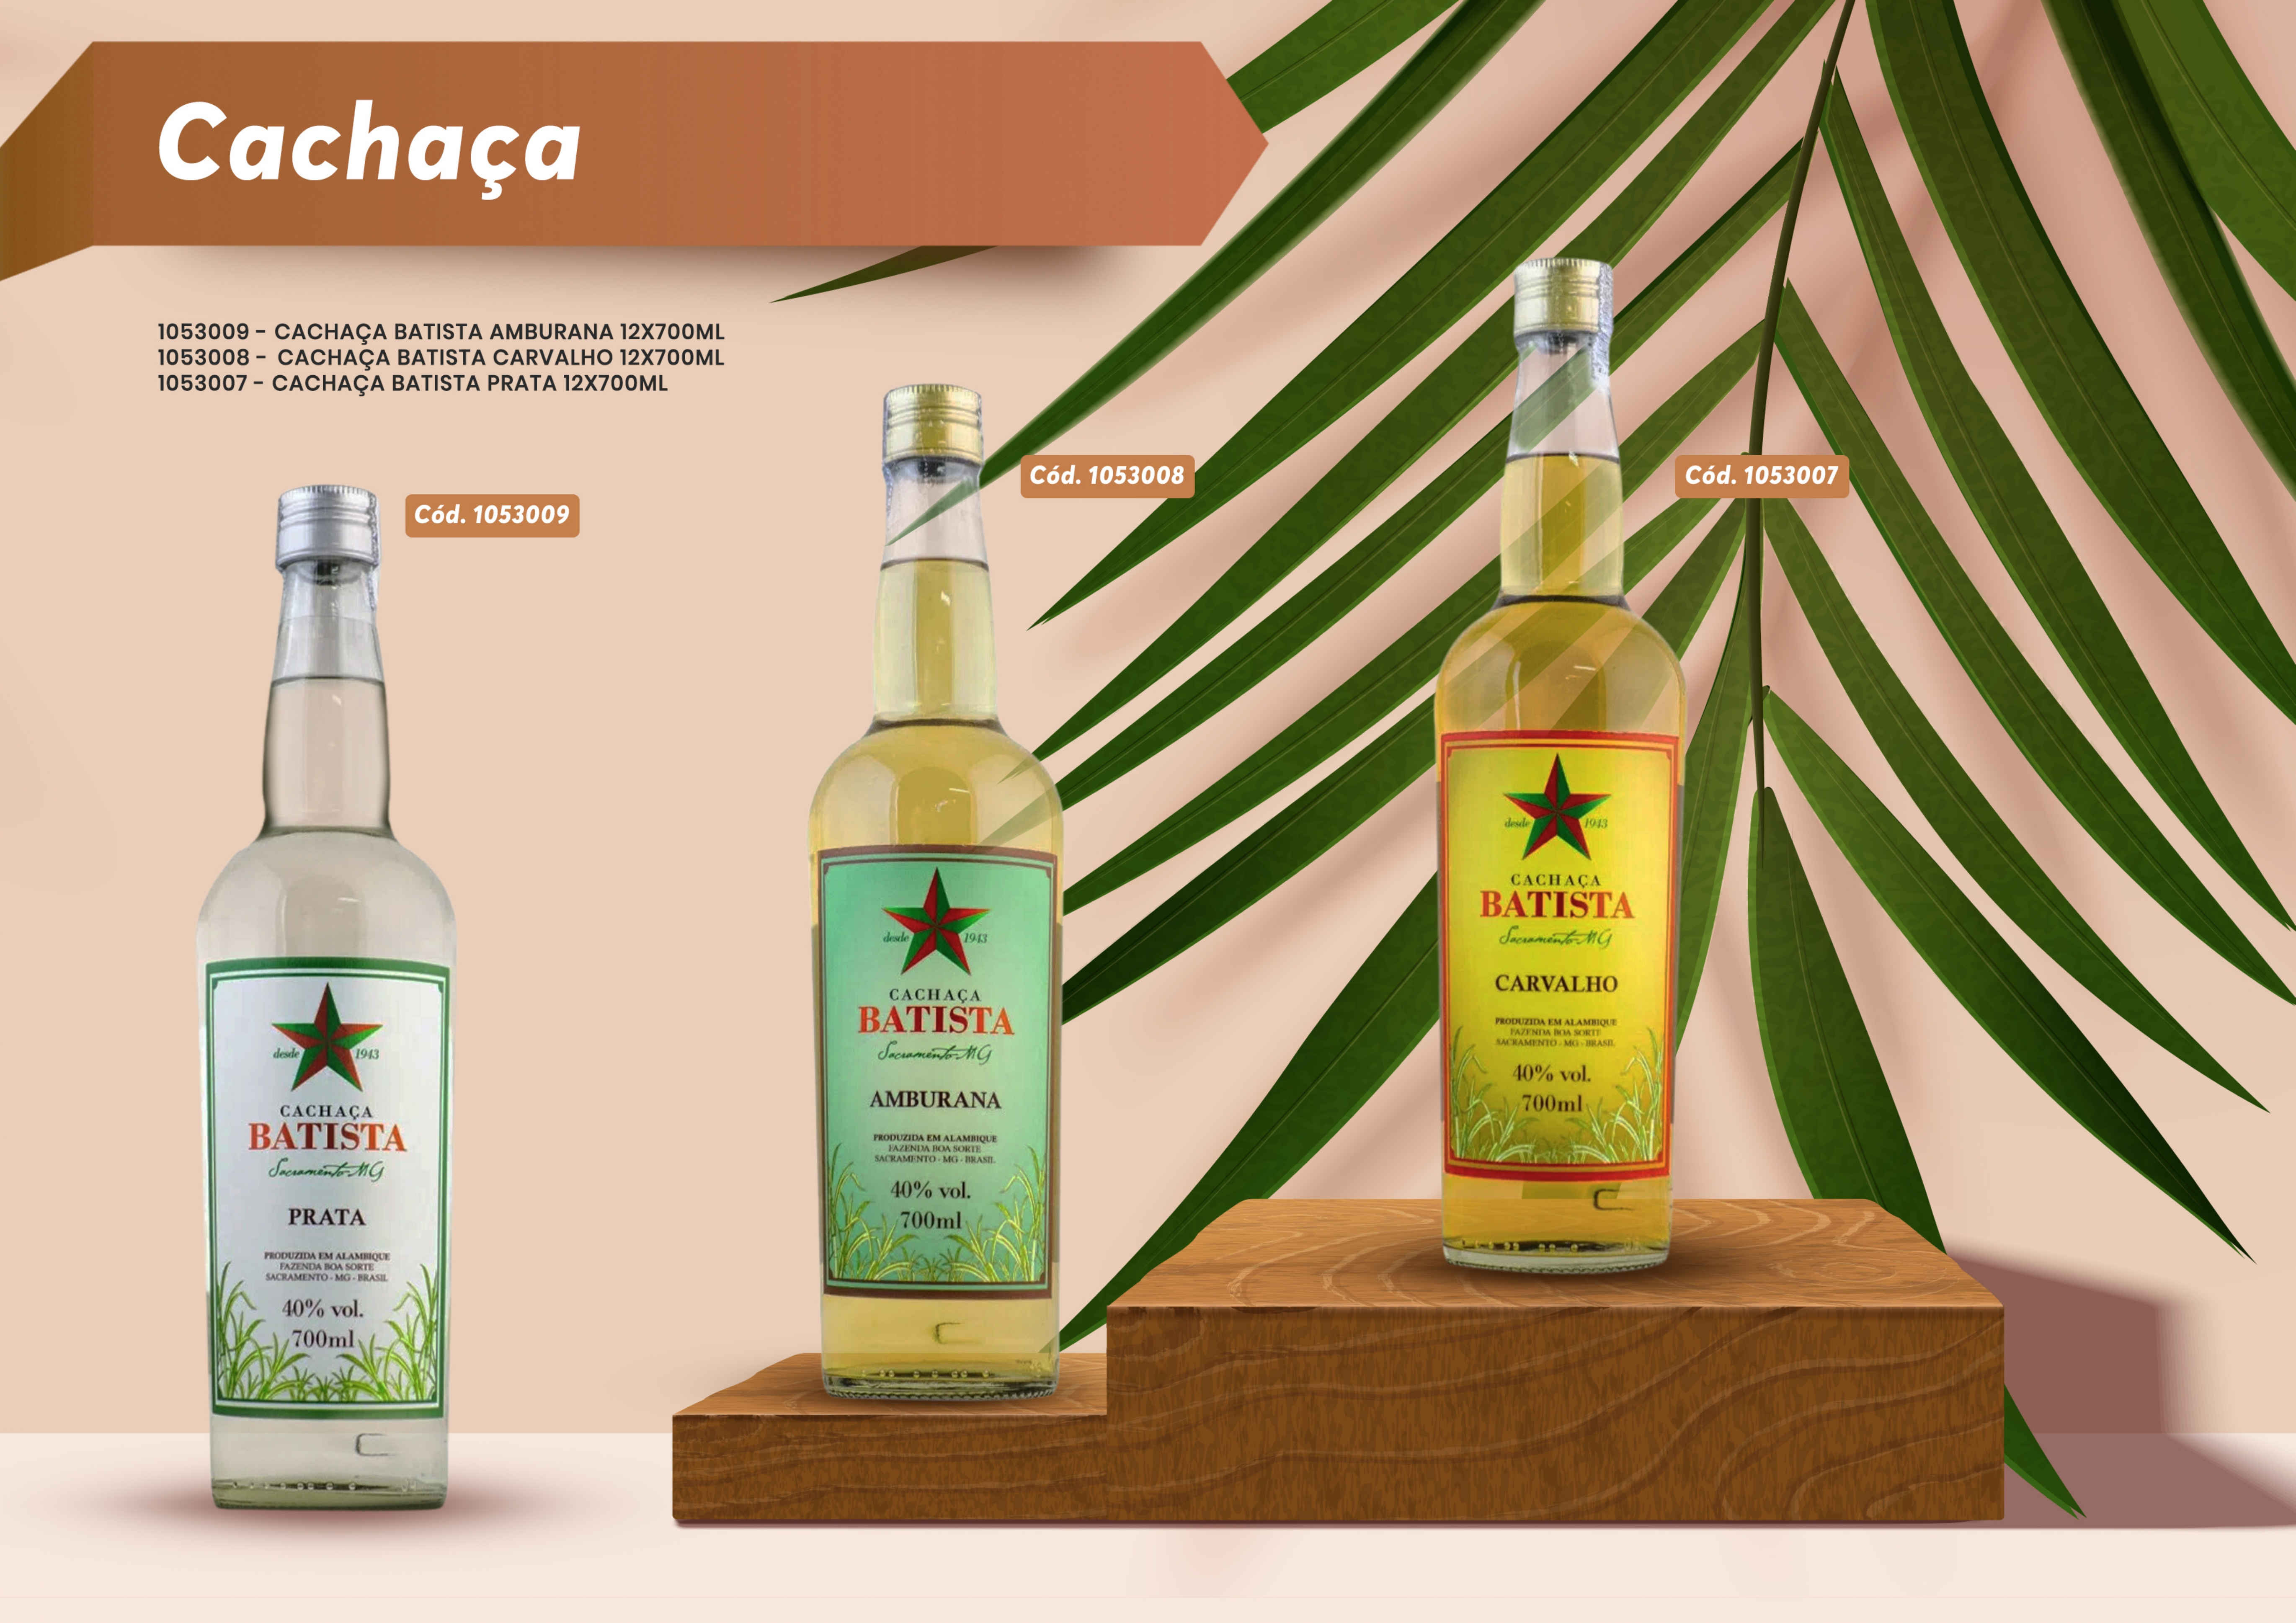 Cachaça
1053009 - CACHAÇA BATISTA AMBURANA 12X700ML
1053008 - CACHAÇA BATISTA CARVALHO 12X700ML
1053007 - CACHAÇA BATISTA PRATA 12X700ML
Cód. 1053009
desde 1943
CACHAÇA
BATISTA
Sacramento-MG
PRATA
PRODUZIDA EM ALAMBIQUE
FAZENDA BOA SORTE
SACRAMENTO - MG - BRASIL
40% vol.
700ml
Cód. 1053008
desde 1943
CACHAÇA
BATISTA
Sacramento-MG
AMBURANA
PRODUZIDA EM ALAMBIQUE
FAZENDA BOA SORTE
SACRAMENTO - MG - BRASIL
40% vol.
700ml
Cód. 1053007
desde 1943
CACHAÇA
BATISTA
Sacramento-MG
CARVALHO
PRODUZIDA EM ALAMBIQUE
FAZENDA BOA SORTE
SACRAMENTO - MG - BRASIL
40% vol.
700ml